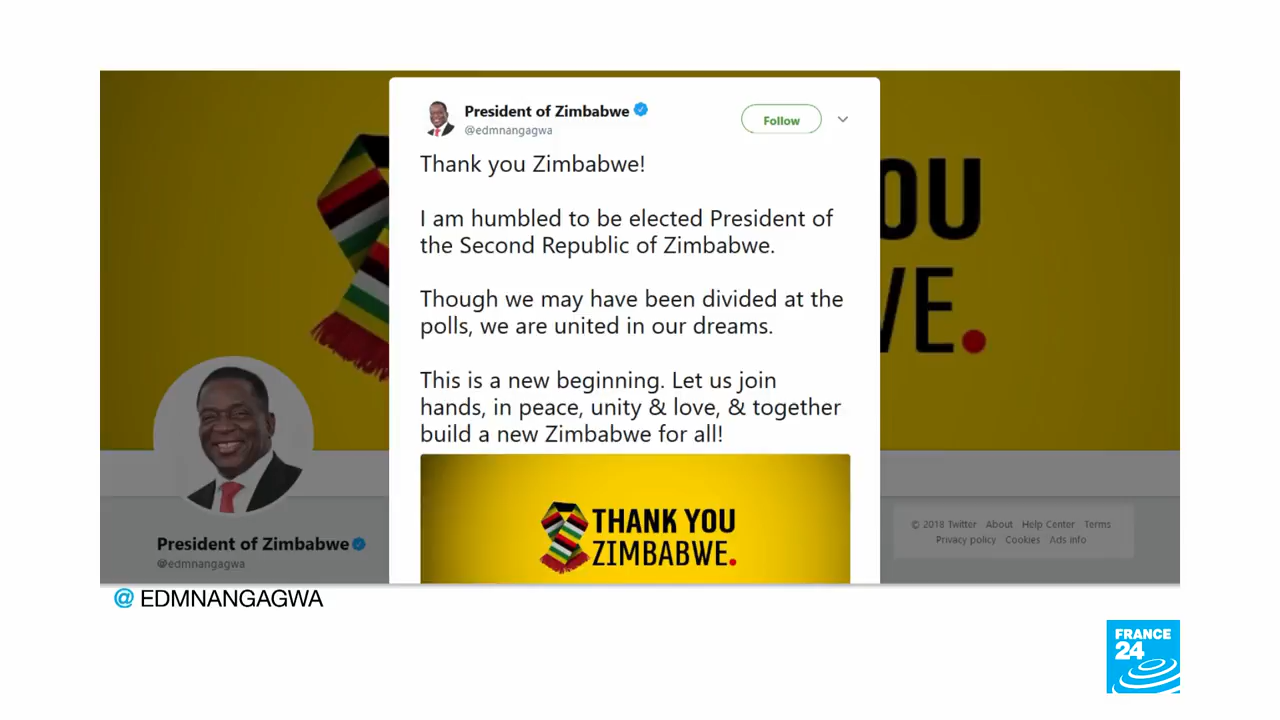 President of Zimbabwe
@edmnangagwa
Follow
Thank you Zimbabwe!
I am humbled to be elected President of
the Second Republic of Zimbabwe.
Though we may have been divided at the
polls, we are united in our dreams.
This is a new beginning. Let us join
hands, in peace, unity & love, & together
build a new Zimbabwe for all!
THANK YOU
ZIMBABWE.
OU
WE.
President of Zimbabwe
@edmnangagwa
© 2018 Twitter About Help Center Terms
Privacy policy Cookies Ads info
@ EDMNANGAGWA
FRANCE
24